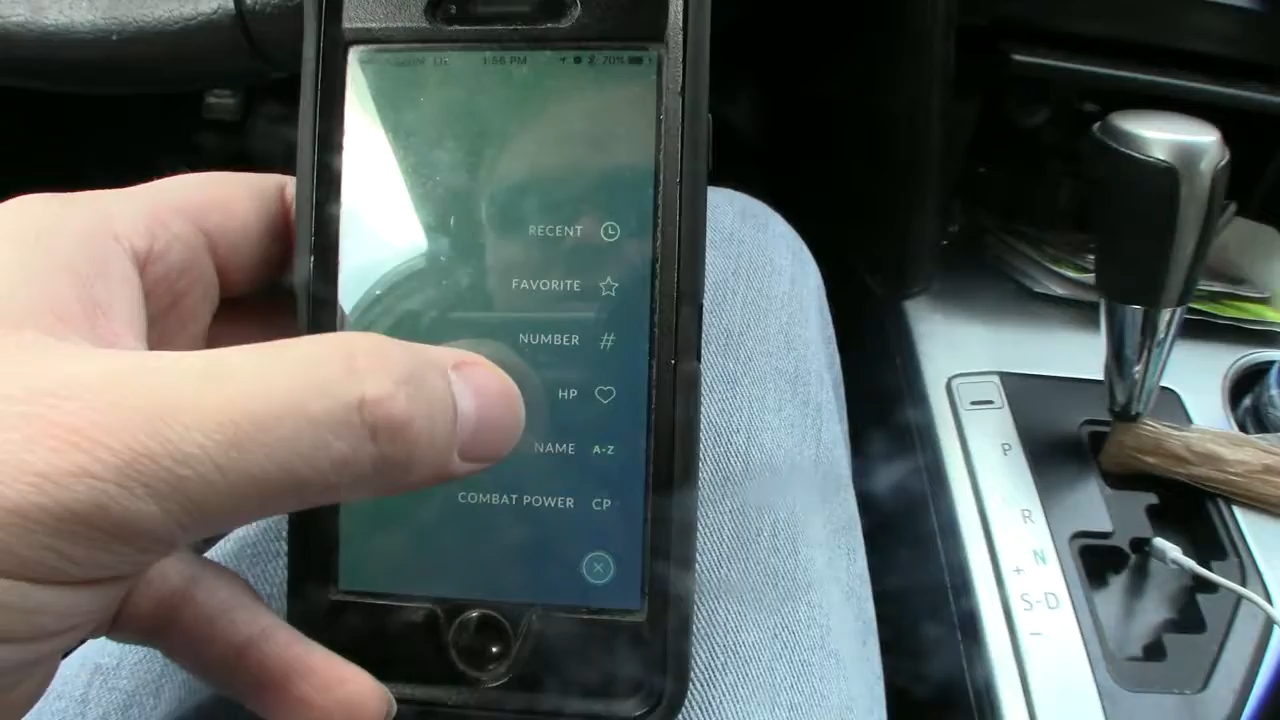 1:56 PM 70%
RECENT
FAVORITE
NUMBER #
HP
NAME A-Z
COMBAT POWER CP
P
R
N
+
S-D
−